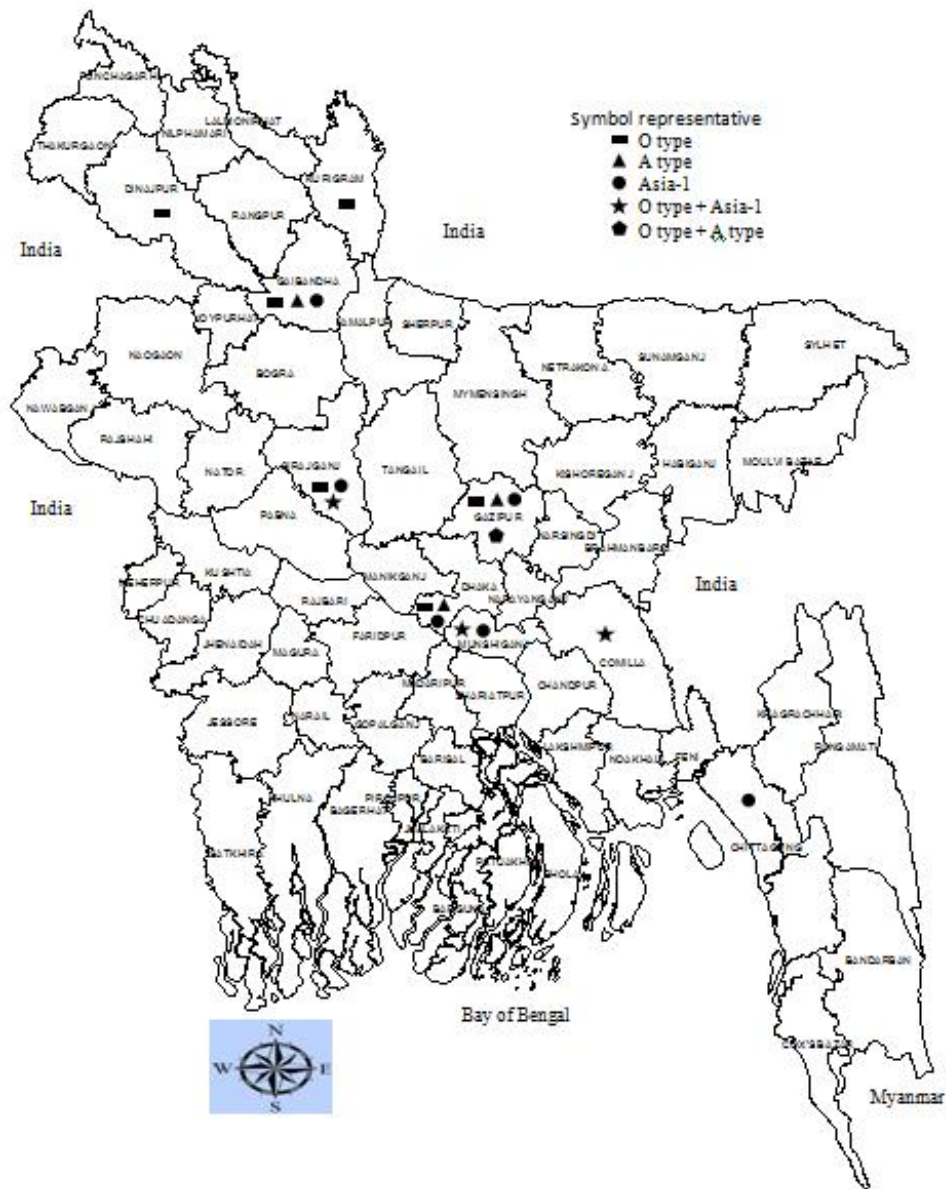 PANCHAGARH
LALMONIRHAT
NILPHAMARI
THAKURGAON
KURIGRAM
DINAJPUR
RANGPUR
Symbol representative
O type
A type
Asia-1
O type + Asia-1
O type + A type
India
India
GAIBANDHA
JOYPURHAT
JAMALPUR
SHERPUR
NAOGAON
BOGRA
NETRAKONA
SUNAMGANJ
SYLHET
MYMENSINGH
NAWABGANJ
RAJSHAHI
NATOR
SIRAJGANJ
TANGAIL
KISHOREGANJ
HABIGANJ
MOULVI BAZAR
India
PABNA
GAZIPUR
NARSINGDI
BRAHMANBARIA
KUSHTIA
MEHERPUR
MANIKGANJ
DHAKA
India
RAJBARI
NARAYANGANJ
CHUADANGA
JHENAIDAH
MAGURA
FARIDPUR
MUNSHIGANJ
COMILLA
MADARIPUR
SHARIATPUR
CHANDPUR
JESSORE
NARAIL
GOPALGANJ
KHAGRACHHARI
RANGAMATI
BARISAL
LAKSHMIPUR
NOAKHALI
FENI
KHULNA
BAGERHAT
PIROJPUR
JHALAKATI
SATKHIRA
PATUAKHALI
BHOLA
CHITTAGONG
BARGUNA
BANDARBAN
Bay of Bengal
N
W E
S
COX'S BAZAR
Myanmar